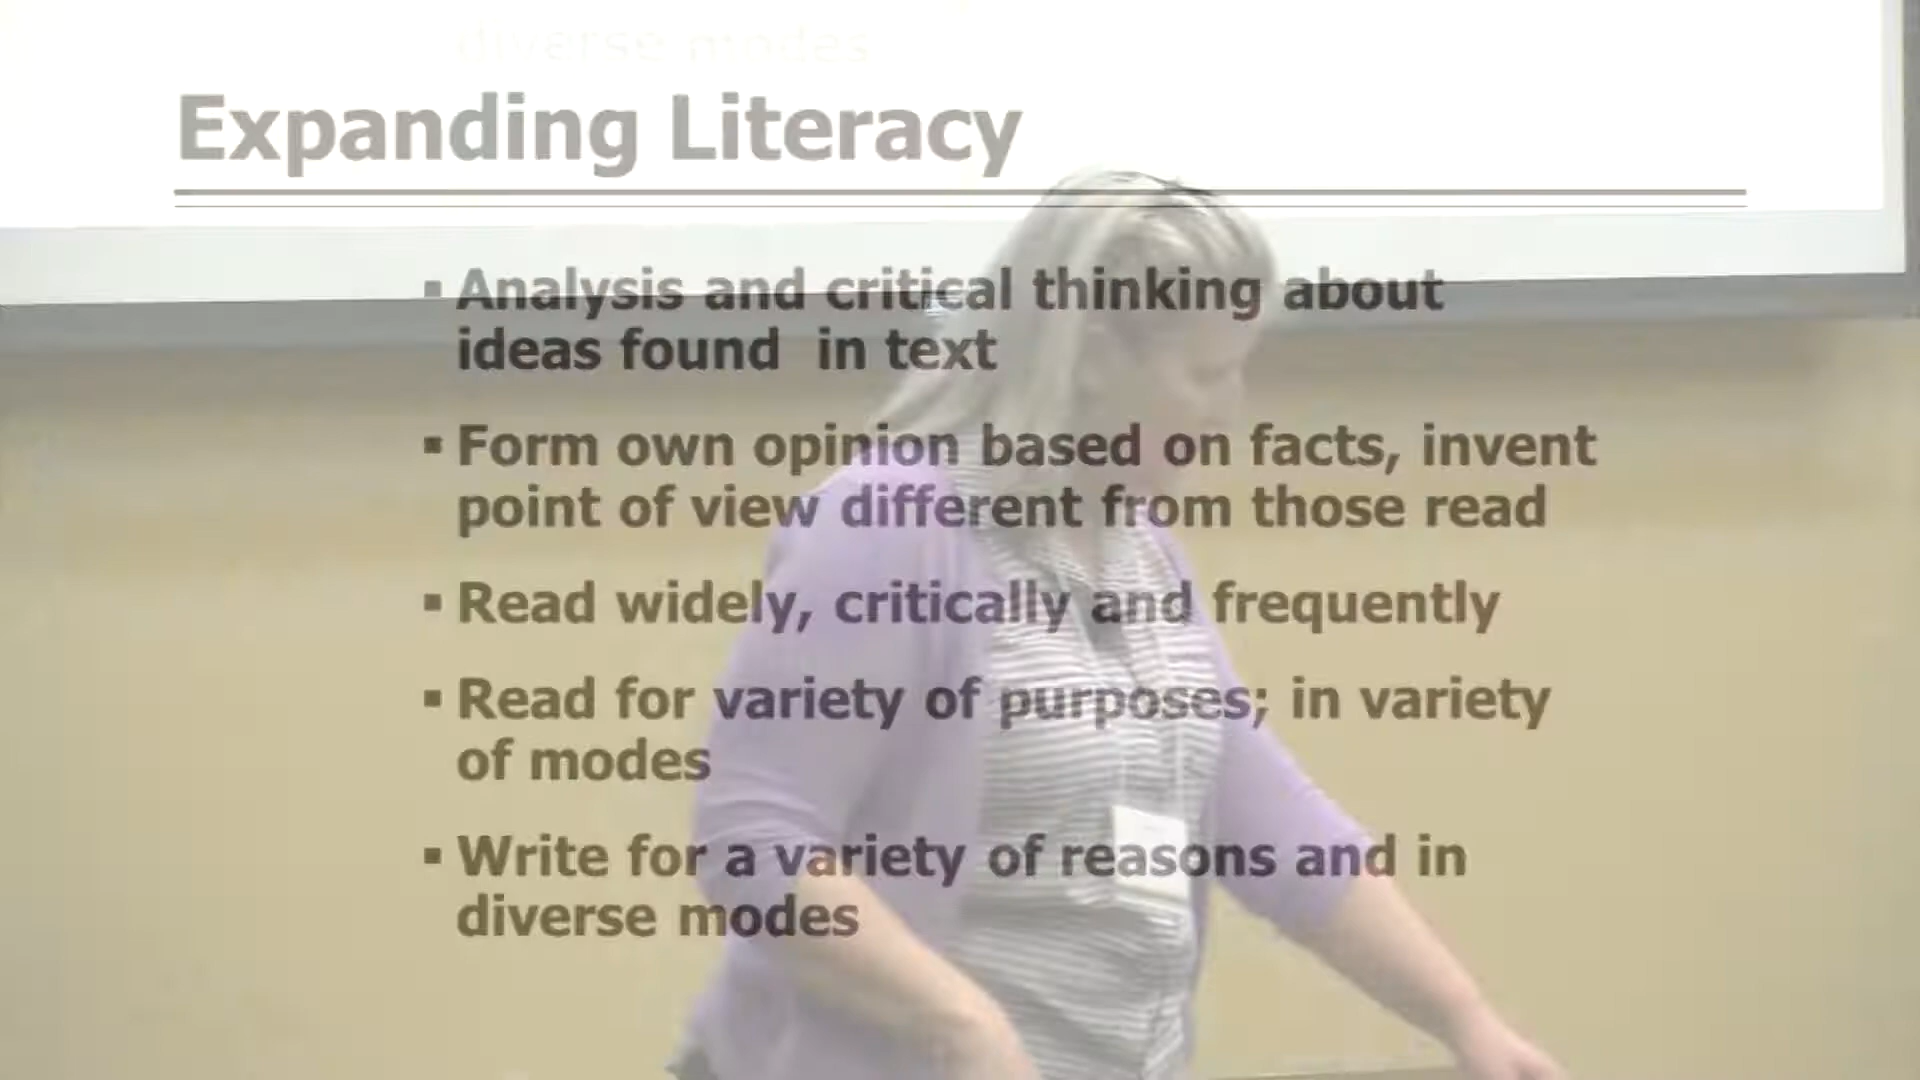 diverse modes
Expanding Literacy
▪ Analysis and critical thinking about
ideas found in text
▪ Form own opinion based on facts, invent
point of view different from those read
▪ Read widely, critically and frequently
▪ Read for variety of purposes; in variety
of modes
▪ Write for a variety of reasons and in
diverse modes